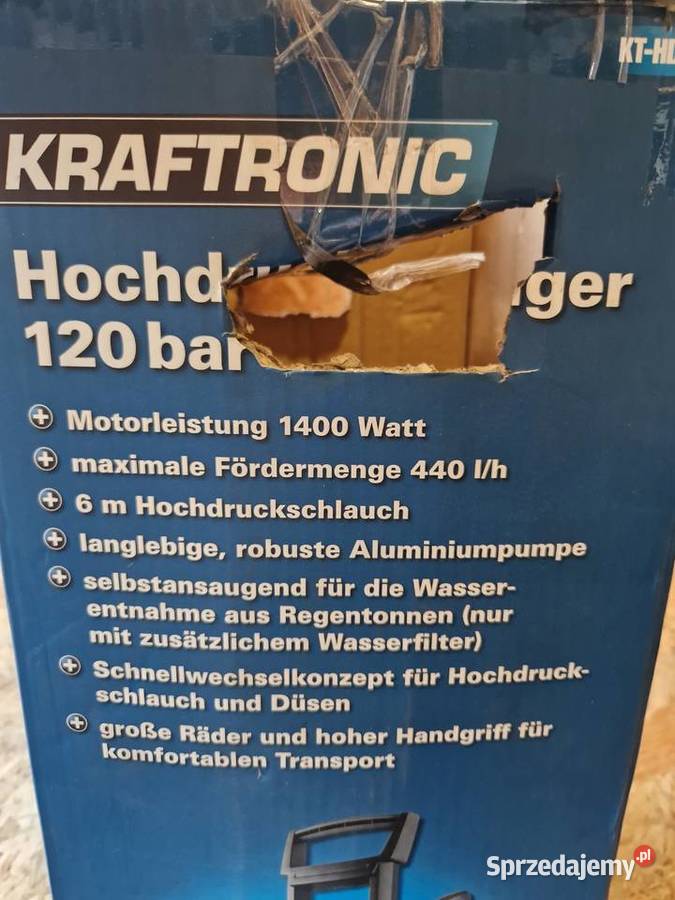 KT-HD
KRAFTRONIC
ger
120 bar
Motorleistung 1400 Watt
maximale Fördermenge 440 l/h
6 m Hochdruckschlauch
langlebige, robuste Aluminiumpumpe
selbstansaugend für die Wasser-
entnahme aus Regentonnen (nur
mit zusätzlichem Wasserfilter)
Schnellwechselkonzept für Hochdruck-
schlauch und Düsen
große Räder und hoher Handgriff für
komfortablen Transport
Sprzedajemy.pl